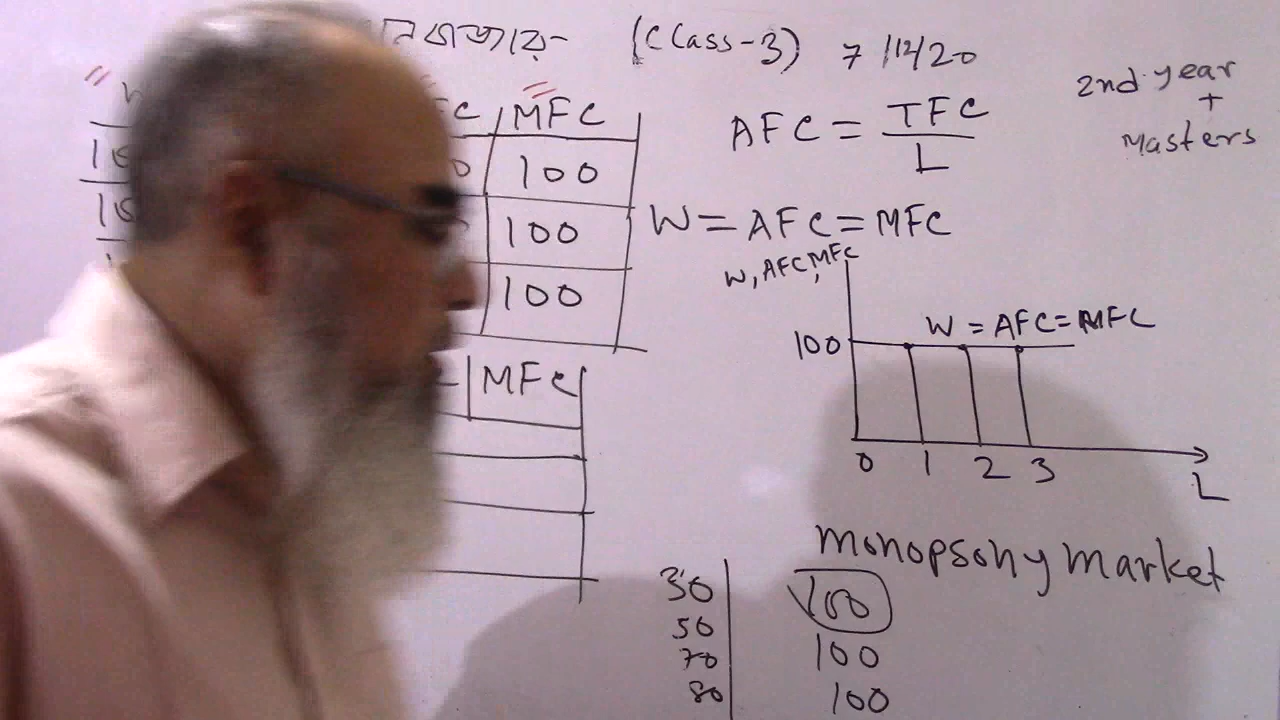 (Class-3) 7/12/20
2nd year
+
Masters
MFC
100
100
100
AFC = TFC / L
W = AFC = MFC
W, AFC, MFC
100
W = AFC = MFC
0 1 2 3
L
MFC
monopsony market
30 100
50 100
70 100
80